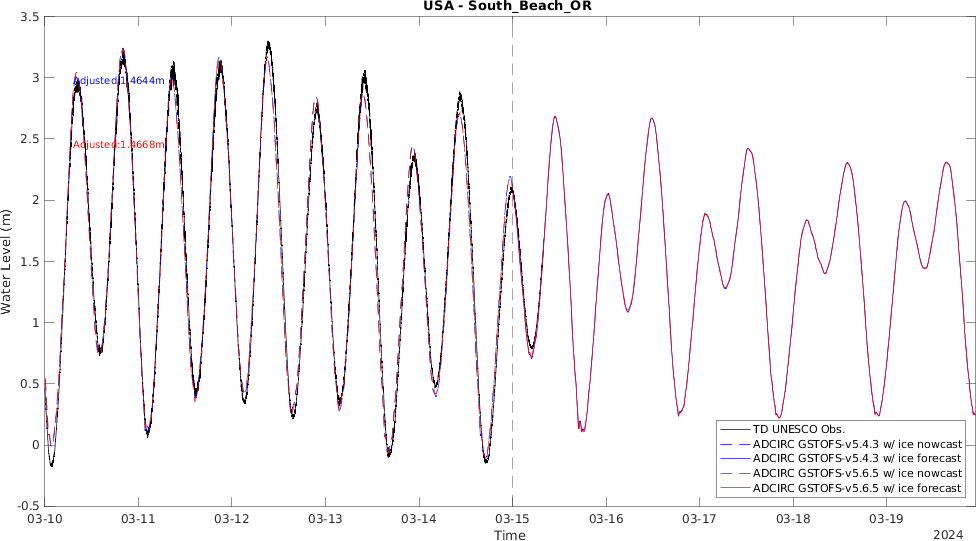 USA - South_Beach_OR
3.5
3
2.5
2
1.5
1
0.5
0
-0.5
Water Level (m)
Adjusted:1.4644m
Adjusted:1.4668m
TD UNESCO Obs.
ADCIRC GSTOFS-v5.4.3 w/ ice nowcast
ADCIRC GSTOFS-v5.4.3 w/ ice forecast
ADCIRC GSTOFS-v5.6.5 w/ ice nowcast
ADCIRC GSTOFS-v5.6.5 w/ ice forecast
03-10 03-11 03-12 03-13 03-14 03-15 03-16 03-17 03-18 03-19
Time
2024